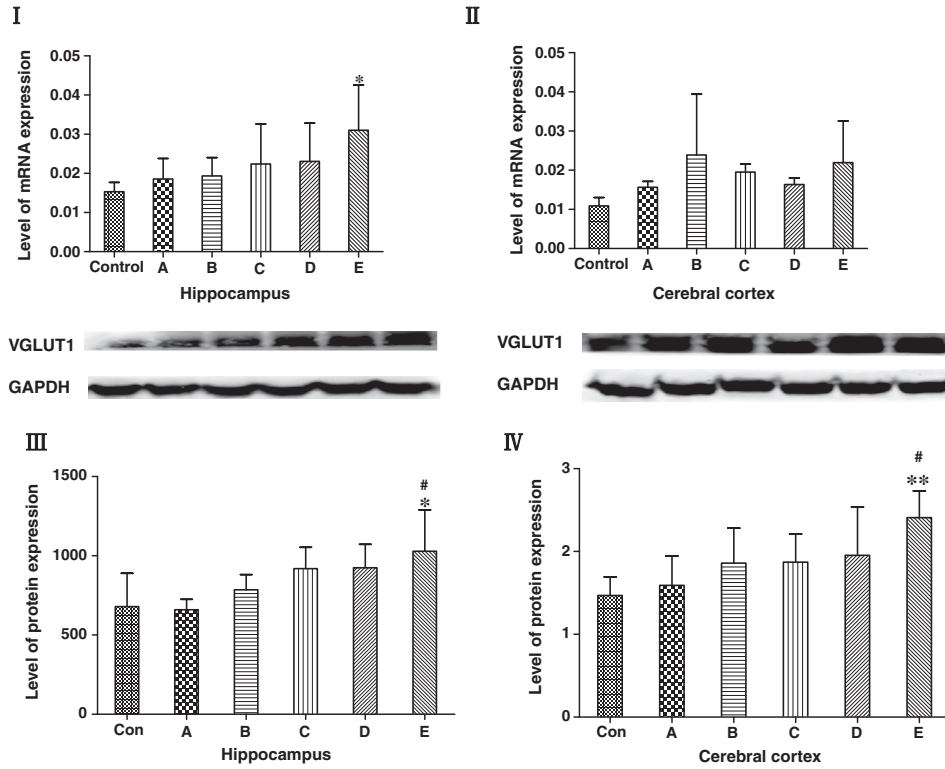 Ⅰ
Level of mRNA expression
0.05
0.04
0.03
0.02
0.01
0.00
*
Control A B C D E
Hippocampus
Ⅱ
Level of mRNA expression
0.05
0.04
0.03
0.02
0.01
0.00
Control A B C D E
Cerebral cortex
VGLUT1
GAPDH
VGLUT1
GAPDH
Ⅲ
Level of protein expression
1500
1000
500
0
#
*
Con A B C D E
Hippocampus
Ⅳ
Level of protein expression
3
2
1
0
#
**
Con A B C D E
Cerebral cortex